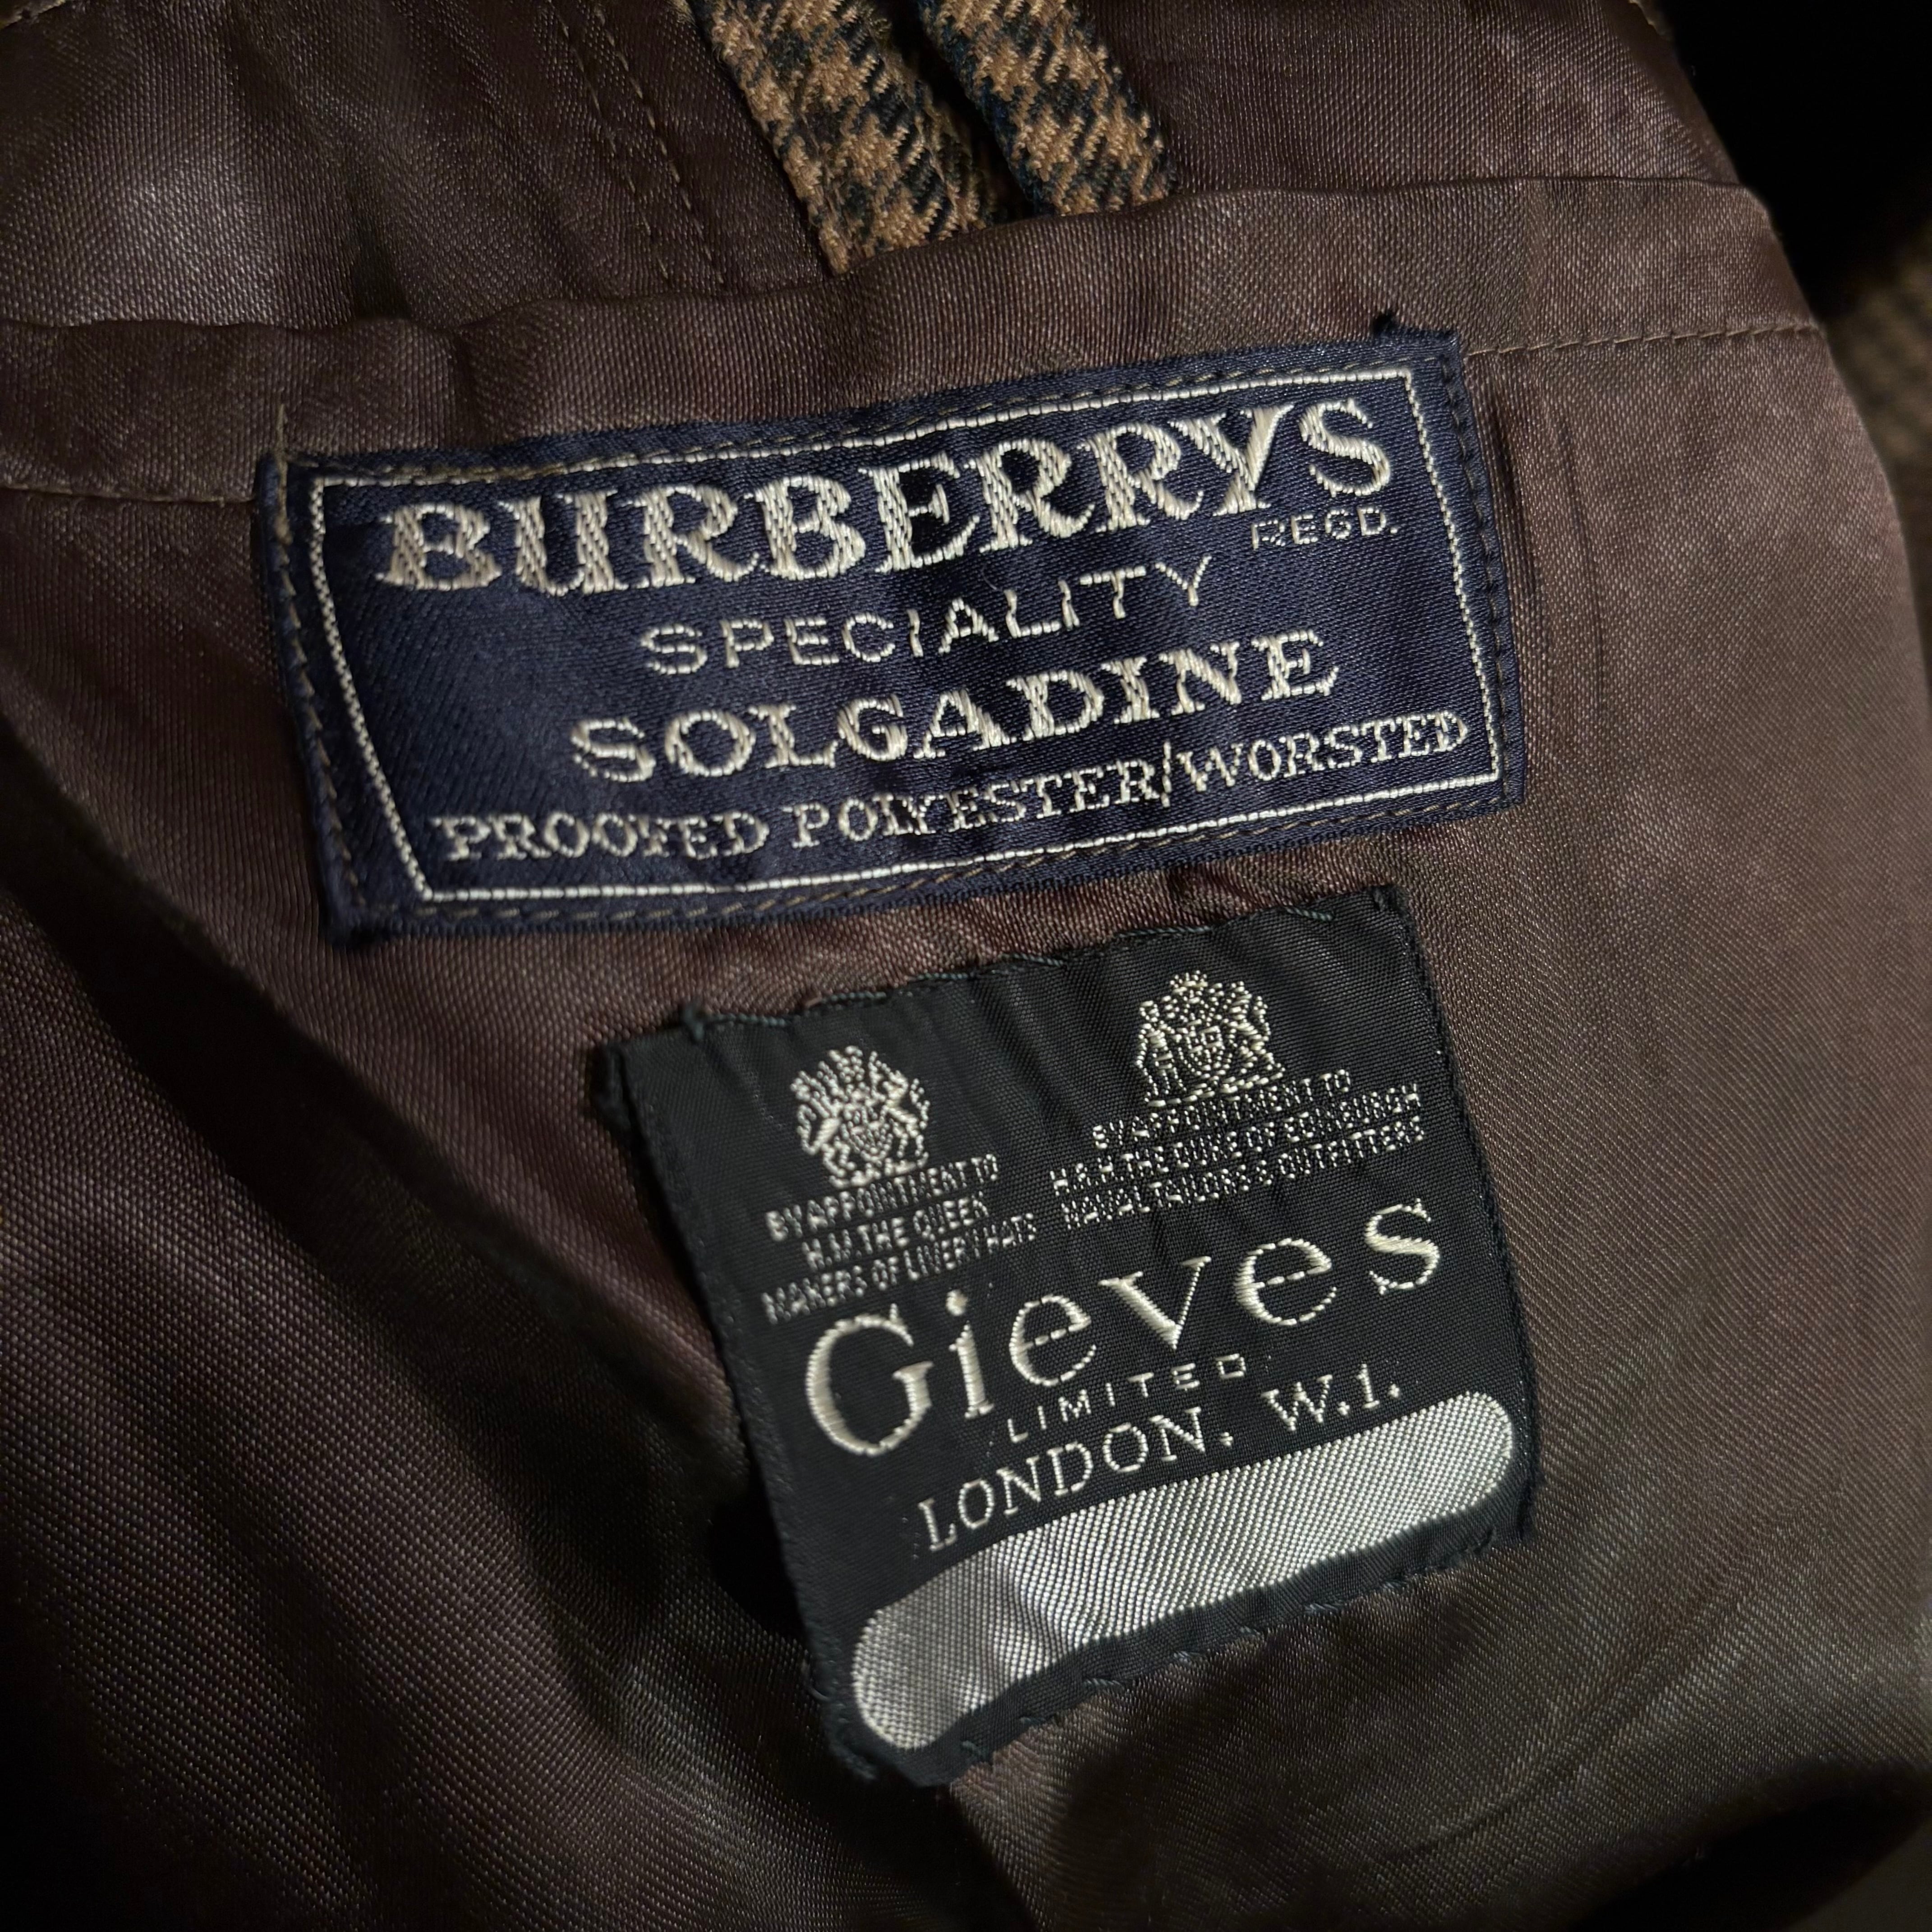 BURBERRYS
REGD.
SPECIALITY
SOLGADINE
PROOFED POLYESTER/WORSTED
BY APPOINTMENT TO
H.M. THE QUEEN
MAKERS OF LIVERY HATS
BY APPOINTMENT TO
H.R.H. THE DUKE OF EDINBURGH
NAVAL TAILORS & OUTFITTERS
Gieves
LIMITED
LONDON. W.1.